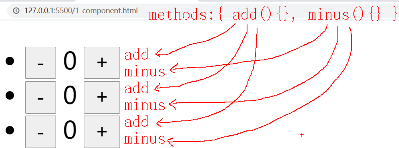 127.0.0.1:5500/1-component.html
methods:{ add(){}, minus(){} }
- 0 + add
minus
- 0 + add
minus
- 0 + add
minus